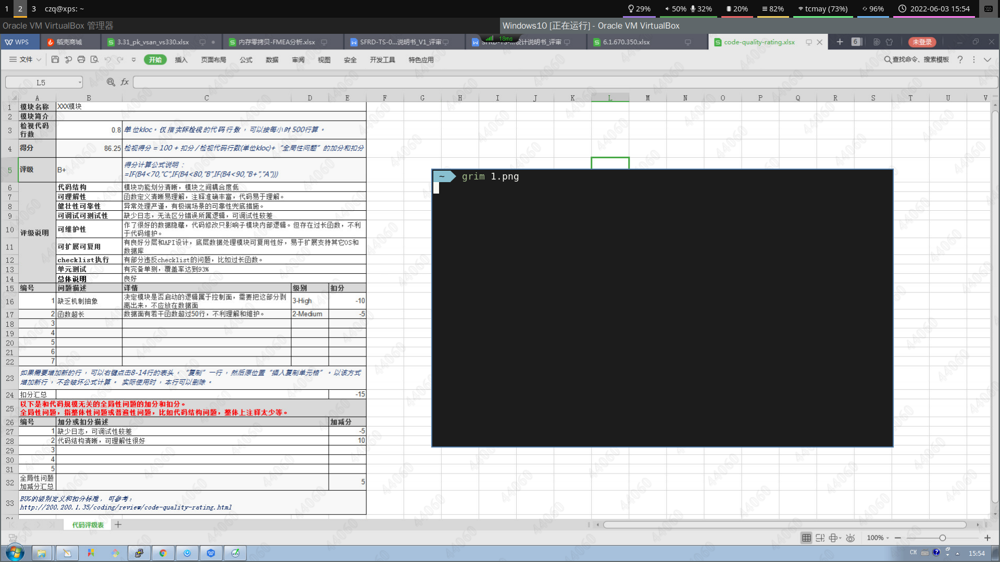 1 2 3 czq@xps: ~ 29% 50% 32% 20% 82% tcmay (73%) 96% 2022-06-03 15:54
Oracle VM VirtualBox 管理器 Windows10 [正在运行] - Oracle VM VirtualBox
WPS 稻壳商城 3.31_pk_vsan_vs330.xlsx 内存零拷贝-FMEA分析.xlsx SFRD-TS-0...说明书_V1_评审 SFRD-TS-...设计说明书_评审 18ms 6.1.670.350.xlsx code-quality-rating.xlsx 6 未登录
文件 开始 插入 页面布局 公式 数据 审阅 视图 安全 开发工具 特色应用 查找命令、搜索模板
L5 fx
A B C D E F G H I J K L M N O P Q R S T U V
1 模块名称 XXX模块
2 模块简介
3 检视代码行数 0.8 单位kloc。仅指实际检视的代码行数，可以按每小时500行算。
4 得分 86.25 检视得分 = 100 + 扣分 / 检视代码行数(单位kloc)+ “全局性问题”的加分和扣分
5 评级 B+ 得分计算公式说明：
=IF(B4<70,"C",IF(B4<80,"B",IF(B4<90,"B+","A")))
6 代码结构 模块功能划分清晰，模块之间耦合度低
7 可理解性 函数定义清晰易理解，注释准确丰富，代码易于理解。
8 健壮性可靠性 异常处理严谨，有极端场景的可靠性兜底措施。
9 可调试可测试性 缺少日志，无法区分错误所属逻辑，可调试性较差
10 评级说明 可维护性 作了很好的数据隐藏，代码修改只影响子模块内部逻辑。但存在过长函数，不利
于代码维护。
11 可扩展可复用 有良好分层和API设计，底层数据处理模块可复用性好，易于扩展支持其它OS和
数据库
12 checklist执行 有部分违反checklist的问题，比如过长函数。
13 单元测试 有完备单测，覆盖率达到93%
14 总体说明 良好
15 编号 问题描述 详情 级别 扣分
16 1 缺乏机制抽象 决定模块是否启动的逻辑属于控制面，需要把这部分剥
离出来，不应放在数据面 3-High -10
17 2 函数超长 数据面有若干函数超过50行，不利理解和维护。 2-Medium -5
18 3
19 4
20 5
21 6
22 7
23 如果需要增加新的行，可以右键点击8-14行的表头，“复制”一行，然后原位置“插入复制单元格”。以该方式
增加新行，不会破坏公式计算。 实际使用时，本行可以删除。
24 扣分汇总 -15
25 以下是和代码规模无关的全局性问题的加分和扣分。
全局性问题，指整体性问题或普遍性问题，比如代码结构问题，整体上注释太少等。
26 编号 加分或扣分描述 加减分
27 1 缺少日志，可调试性较差 -5
28 2 代码结构清晰，可理解性很好 10
29 3
30 4
31 5
32 全局性问题
加减分汇总 5
33 BUG的级别定义和扣分标准，可参考：
http://200.200.1.35/coding/review/code-quality-rating.html
~ grim 1.png
代码评级表
100%
CH 15:54
44060